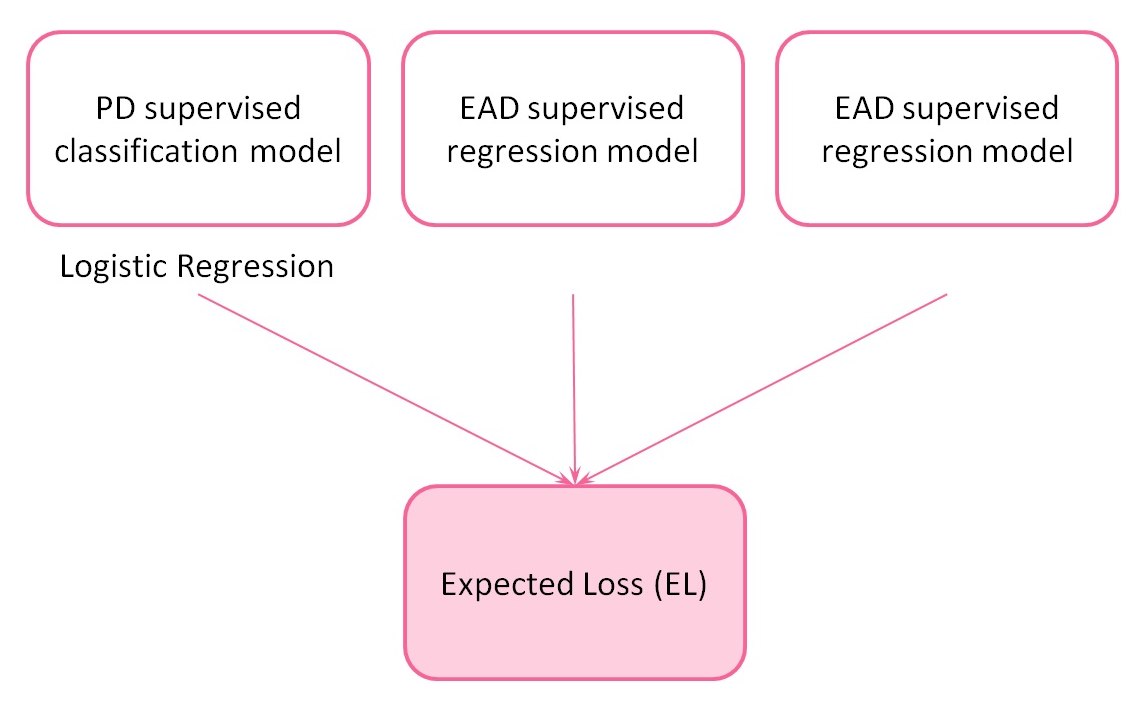 PD supervised
classification model
EAD supervised
regression model
EAD supervised
regression model
Logistic Regression
Expected Loss (EL)